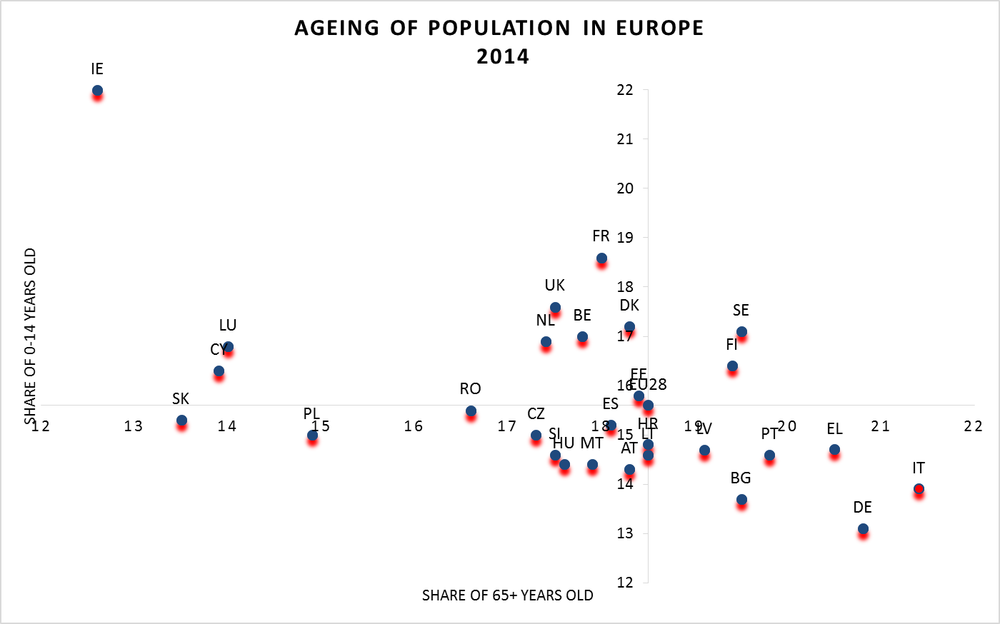 AGEING OF POPULATION IN EUROPE
2014
IE
22
21
20
FR
19
UK
18
DK
NL
BE
SE
LU
17
CY
FI
EE
16
EU28
RO
SK
ES
PL
CZ
SHARE OF 0-14 YEARS OLD
12
13
14
15
16
17
18
19
20
21
22
HR
15
SI
LT
LV
PT
EL
HU
MT
AT
IT
14
BG
DE
13
12
SHARE OF 65+ YEARS OLD